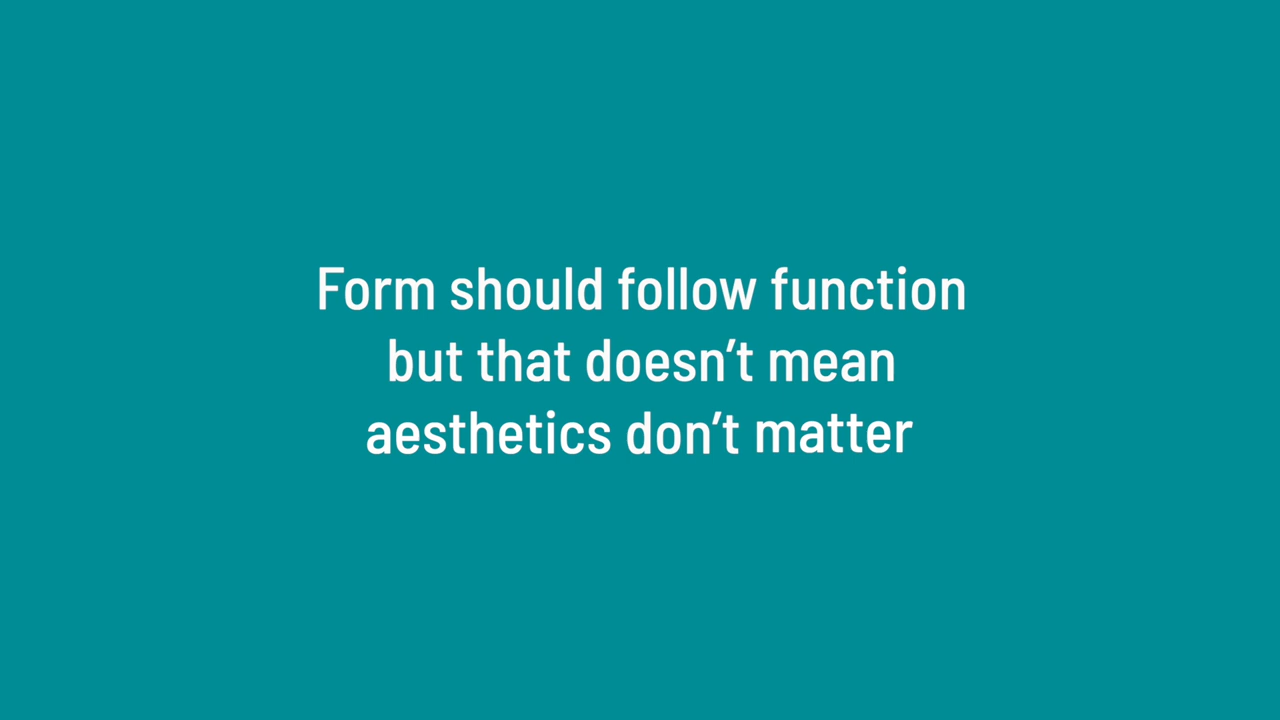 Form should follow function
but that doesn’t mean
aesthetics don’t matter